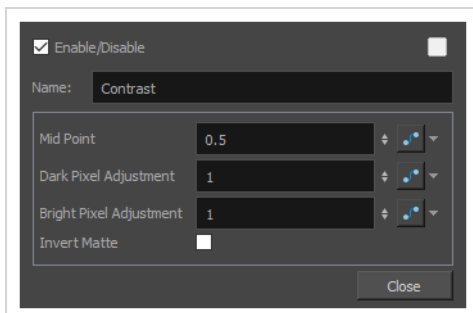 Enable/Disable
Name: Contrast
Mid Point 0.5
Dark Pixel Adjustment 1
Bright Pixel Adjustment 1
Invert Matte
Close